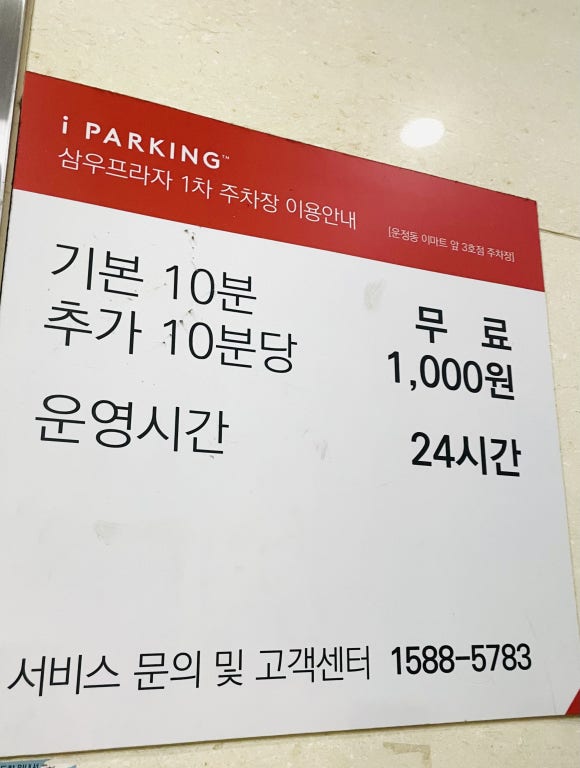 i PARKING™
삼우프라자 1차 주차장 이용안내
[운정동 이마트 앞 3호점 주차장]
기본 10분 무 료
추가 10분당 1,000원
운영시간 24시간
서비스 문의 및 고객센터 1588-5783